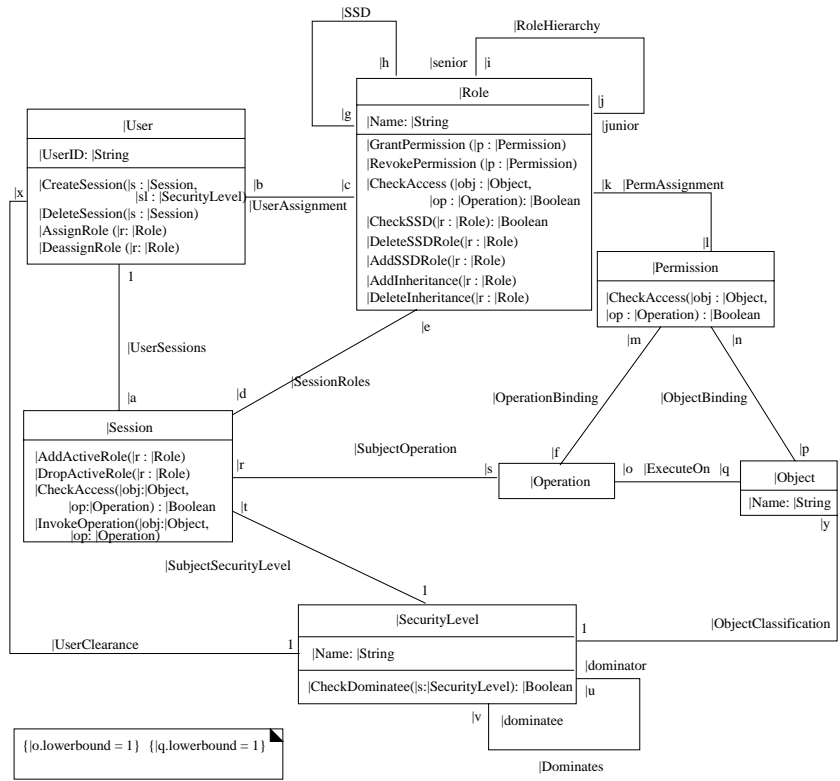 |SSD
|RoleHierarchy
|h
|senior
|i
|Role
|g
|j
|junior
|Name: |String
|GrantPermission (|p : |Permission)
|RevokePermission (|p : |Permission)
|CheckAccess (|obj : |Object,
|op : |Operation): |Boolean
|CheckSSD(|r : |Role): |Boolean
|DeleteSSDRole(|r : |Role)
|AddSSDRole(|r : |Role)
|AddInheritance(|r : |Role)
|DeleteInheritance(|r : |Role)
|User
|UserID: |String
|CreateSession(|s : |Session,
|sl : |SecurityLevel)
|DeleteSession(|s : |Session)
|AssignRole (|r: |Role)
|DeassignRole (|r: |Role)
|x
|b
|c
|UserAssignment
|k |PermAssignment
|l
|Permission
|CheckAccess(|obj : |Object,
|op : |Operation) : |Boolean
1
|UserSessions
|a
|e
|d
|SessionRoles
|m
|n
|OperationBinding
|ObjectBinding
|f
|p
|Session
|AddActiveRole(|r : |Role)
|DropActiveRole(|r : |Role)
|CheckAccess(|obj:|Object,
|op:|Operation) : |Boolean
|InvokeOperation(|obj:|Object,
|op: |Operation)
|r
|SubjectOperation
|s
|Operation
|o |ExecuteOn |q
|Object
|Name: |String
|t
|y
|SubjectSecurityLevel
1
|SecurityLevel
|Name: |String
|CheckDominatee(|s:|SecurityLevel): |Boolean
|UserClearance
1
1
|ObjectClassification
|dominator
|u
|v
|dominatee
|Dominates
{|o.lowerbound = 1} {|q.lowerbound = 1}